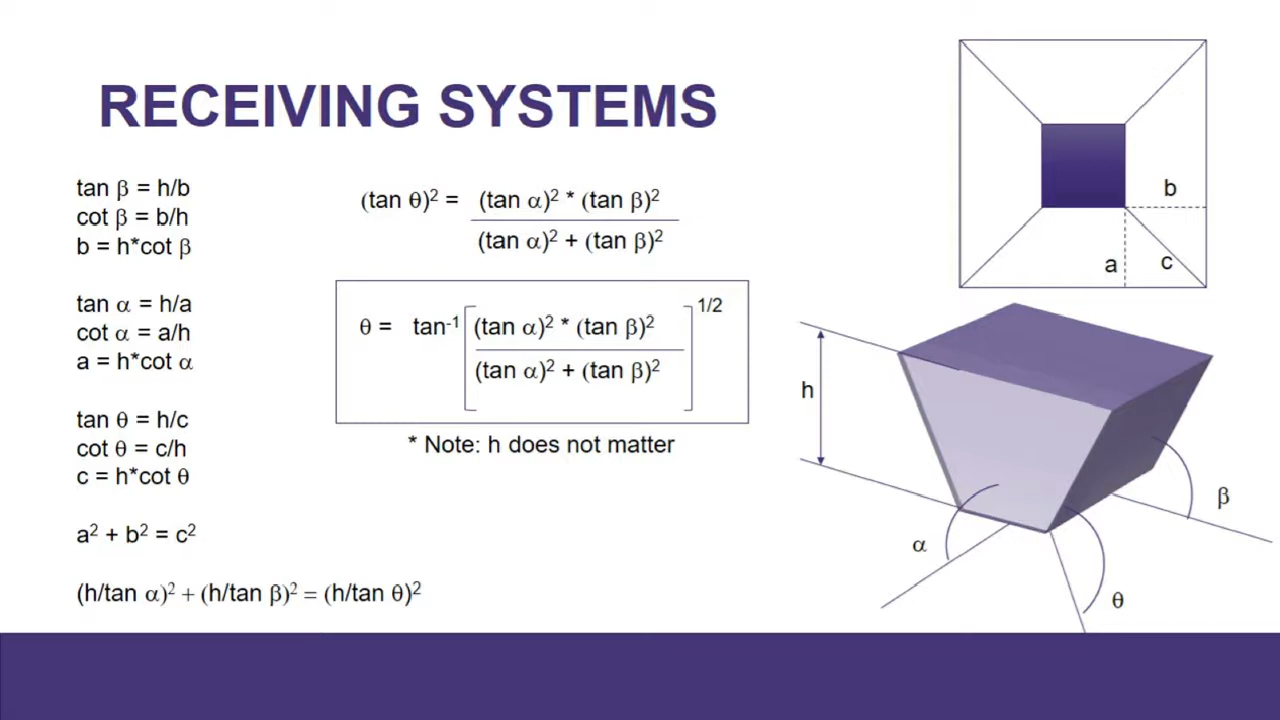 RECEIVING SYSTEMS
tan β = h/b
cot β = b/h
b = h*cot β
tan α = h/a
cot α = a/h
a = h*cot α
tan θ = h/c
cot θ = c/h
c = h*cot θ
a² + b² = c²
(h/tan α)² + (h/tan β)² = (h/tan θ)²
(tan θ)² = (tan α)² * (tan β)²
(tan α)² + (tan β)²
1/2
θ = tan⁻¹ (tan α)² * (tan β)²
(tan α)² + (tan β)²
* Note: h does not matter
b
a
c
h
β
α
θ